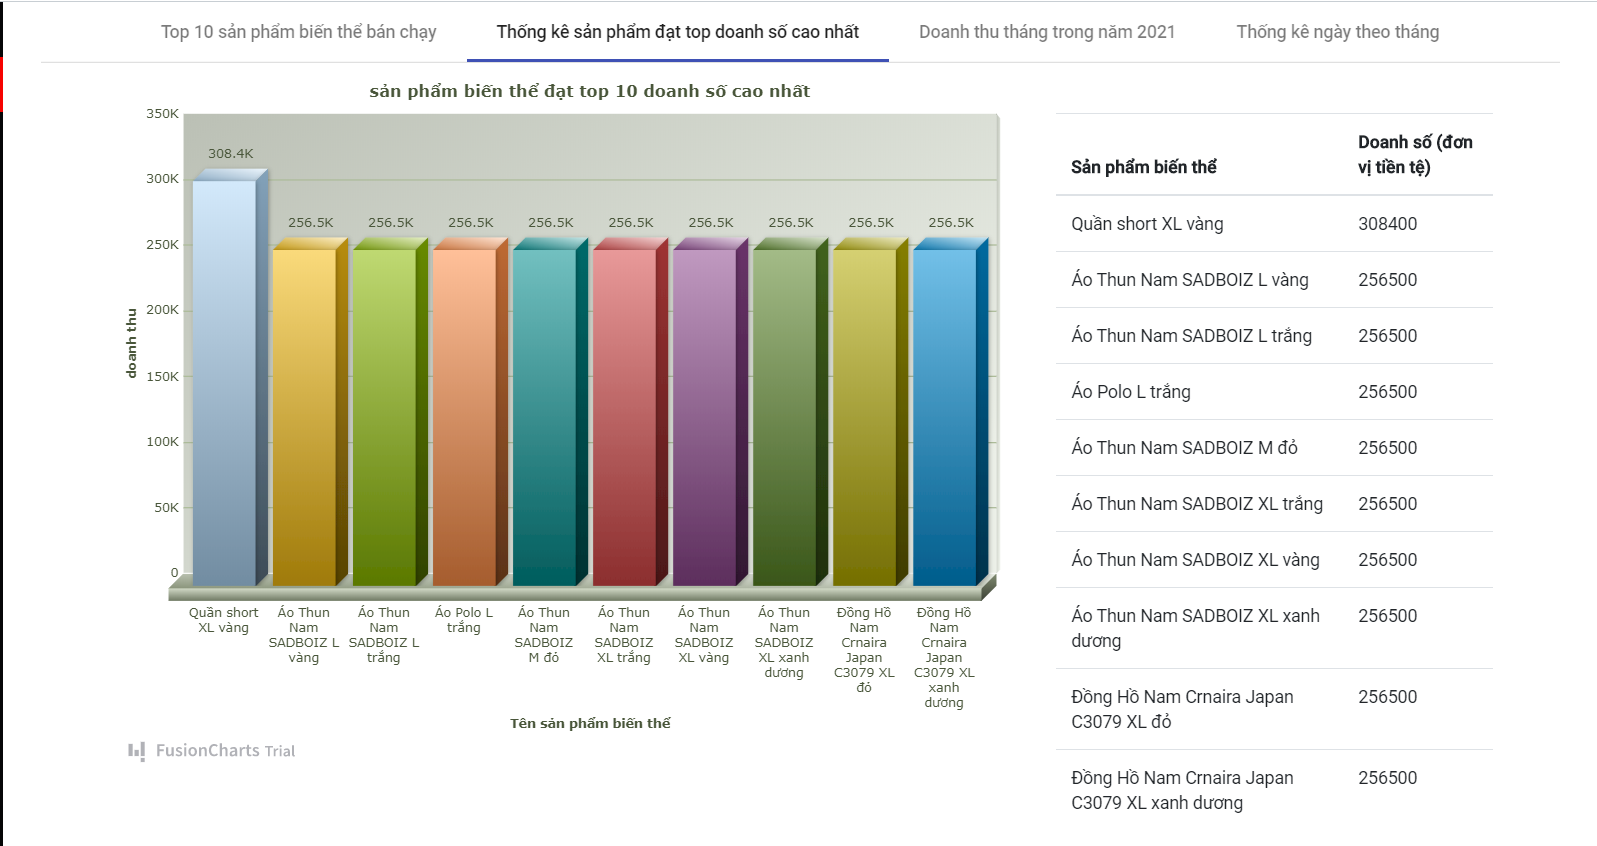 Top 10 sản phẩm biến thể bán chạy
Thống kê sản phẩm đạt top doanh số cao nhất
Doanh thu tháng trong năm 2021
Thống kê ngày theo tháng
sản phẩm biến thể đạt top 10 doanh số cao nhất
350K
300K
250K
200K
150K
100K
50K
0
doanh thu
308.4K
256.5K
256.5K
256.5K
256.5K
256.5K
256.5K
256.5K
256.5K
256.5K
Quần short
XL vàng
Áo Thun
Nam
SADBOIZ L
vàng
Áo Thun
Nam
SADBOIZ L
trắng
Áo Polo L
trắng
Áo Thun
Nam
SADBOIZ
M đỏ
Áo Thun
Nam
SADBOIZ
XL trắng
Áo Thun
Nam
SADBOIZ
XL vàng
Áo Thun
Nam
SADBOIZ
XL xanh
dương
Đồng Hồ
Nam
Crnaira
Japan
C3079 XL
đỏ
Đồng Hồ
Nam
Crnaira
Japan
C3079 XL
xanh
dương
Tên sản phẩm biến thể
FusionCharts Trial
Sản phẩm biến thể
Doanh số (đơn
vị tiền tệ)
Quần short XL vàng
308400
Áo Thun Nam SADBOIZ L vàng
256500
Áo Thun Nam SADBOIZ L trắng
256500
Áo Polo L trắng
256500
Áo Thun Nam SADBOIZ M đỏ
256500
Áo Thun Nam SADBOIZ XL trắng
256500
Áo Thun Nam SADBOIZ XL vàng
256500
Áo Thun Nam SADBOIZ XL xanh
dương
256500
Đồng Hồ Nam Crnaira Japan
C3079 XL đỏ
256500
Đồng Hồ Nam Crnaira Japan
C3079 XL xanh dương
256500